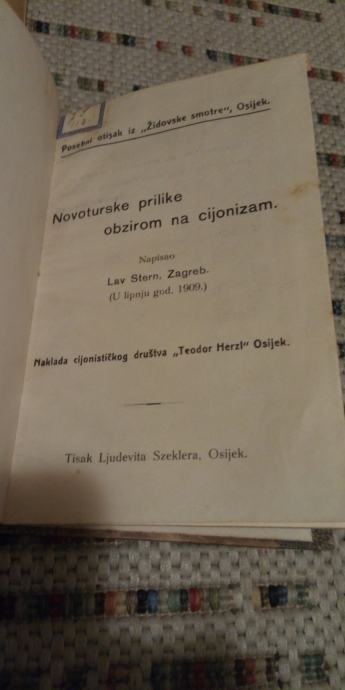 Posebni otisak iz „Židovske smotre", Osijek.
Novoturske prilike
obzirom na cijonizam.
Napisao
Lav Stern, Zagreb.
(U lipnju god. 1909.)
Naklada cijonističkog društva „Teodor Herzl" Osijek.
Tisak Ljudevita Szeklera, Osijek.